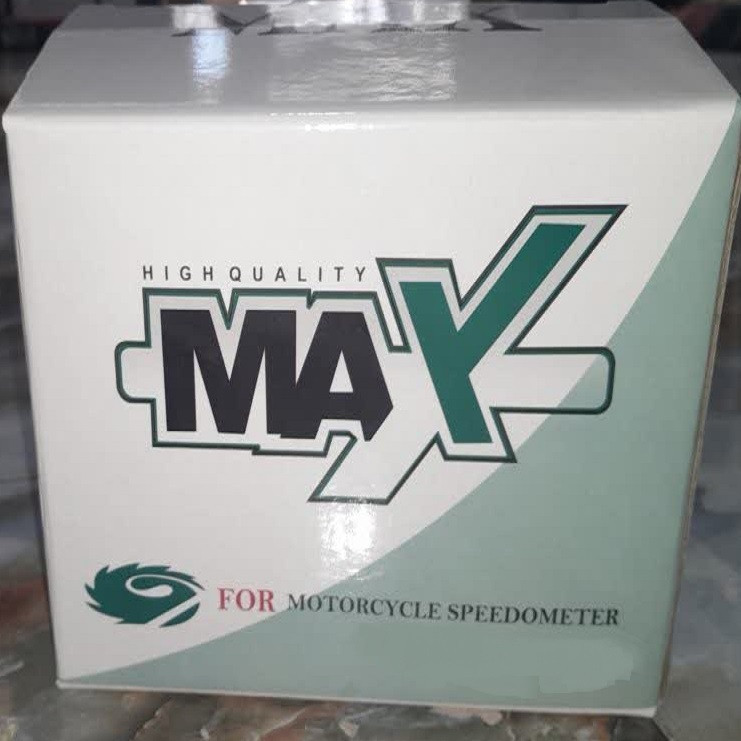 HIGH QUALITY
MAX
FOR MOTORCYCLE SPEEDOMETER